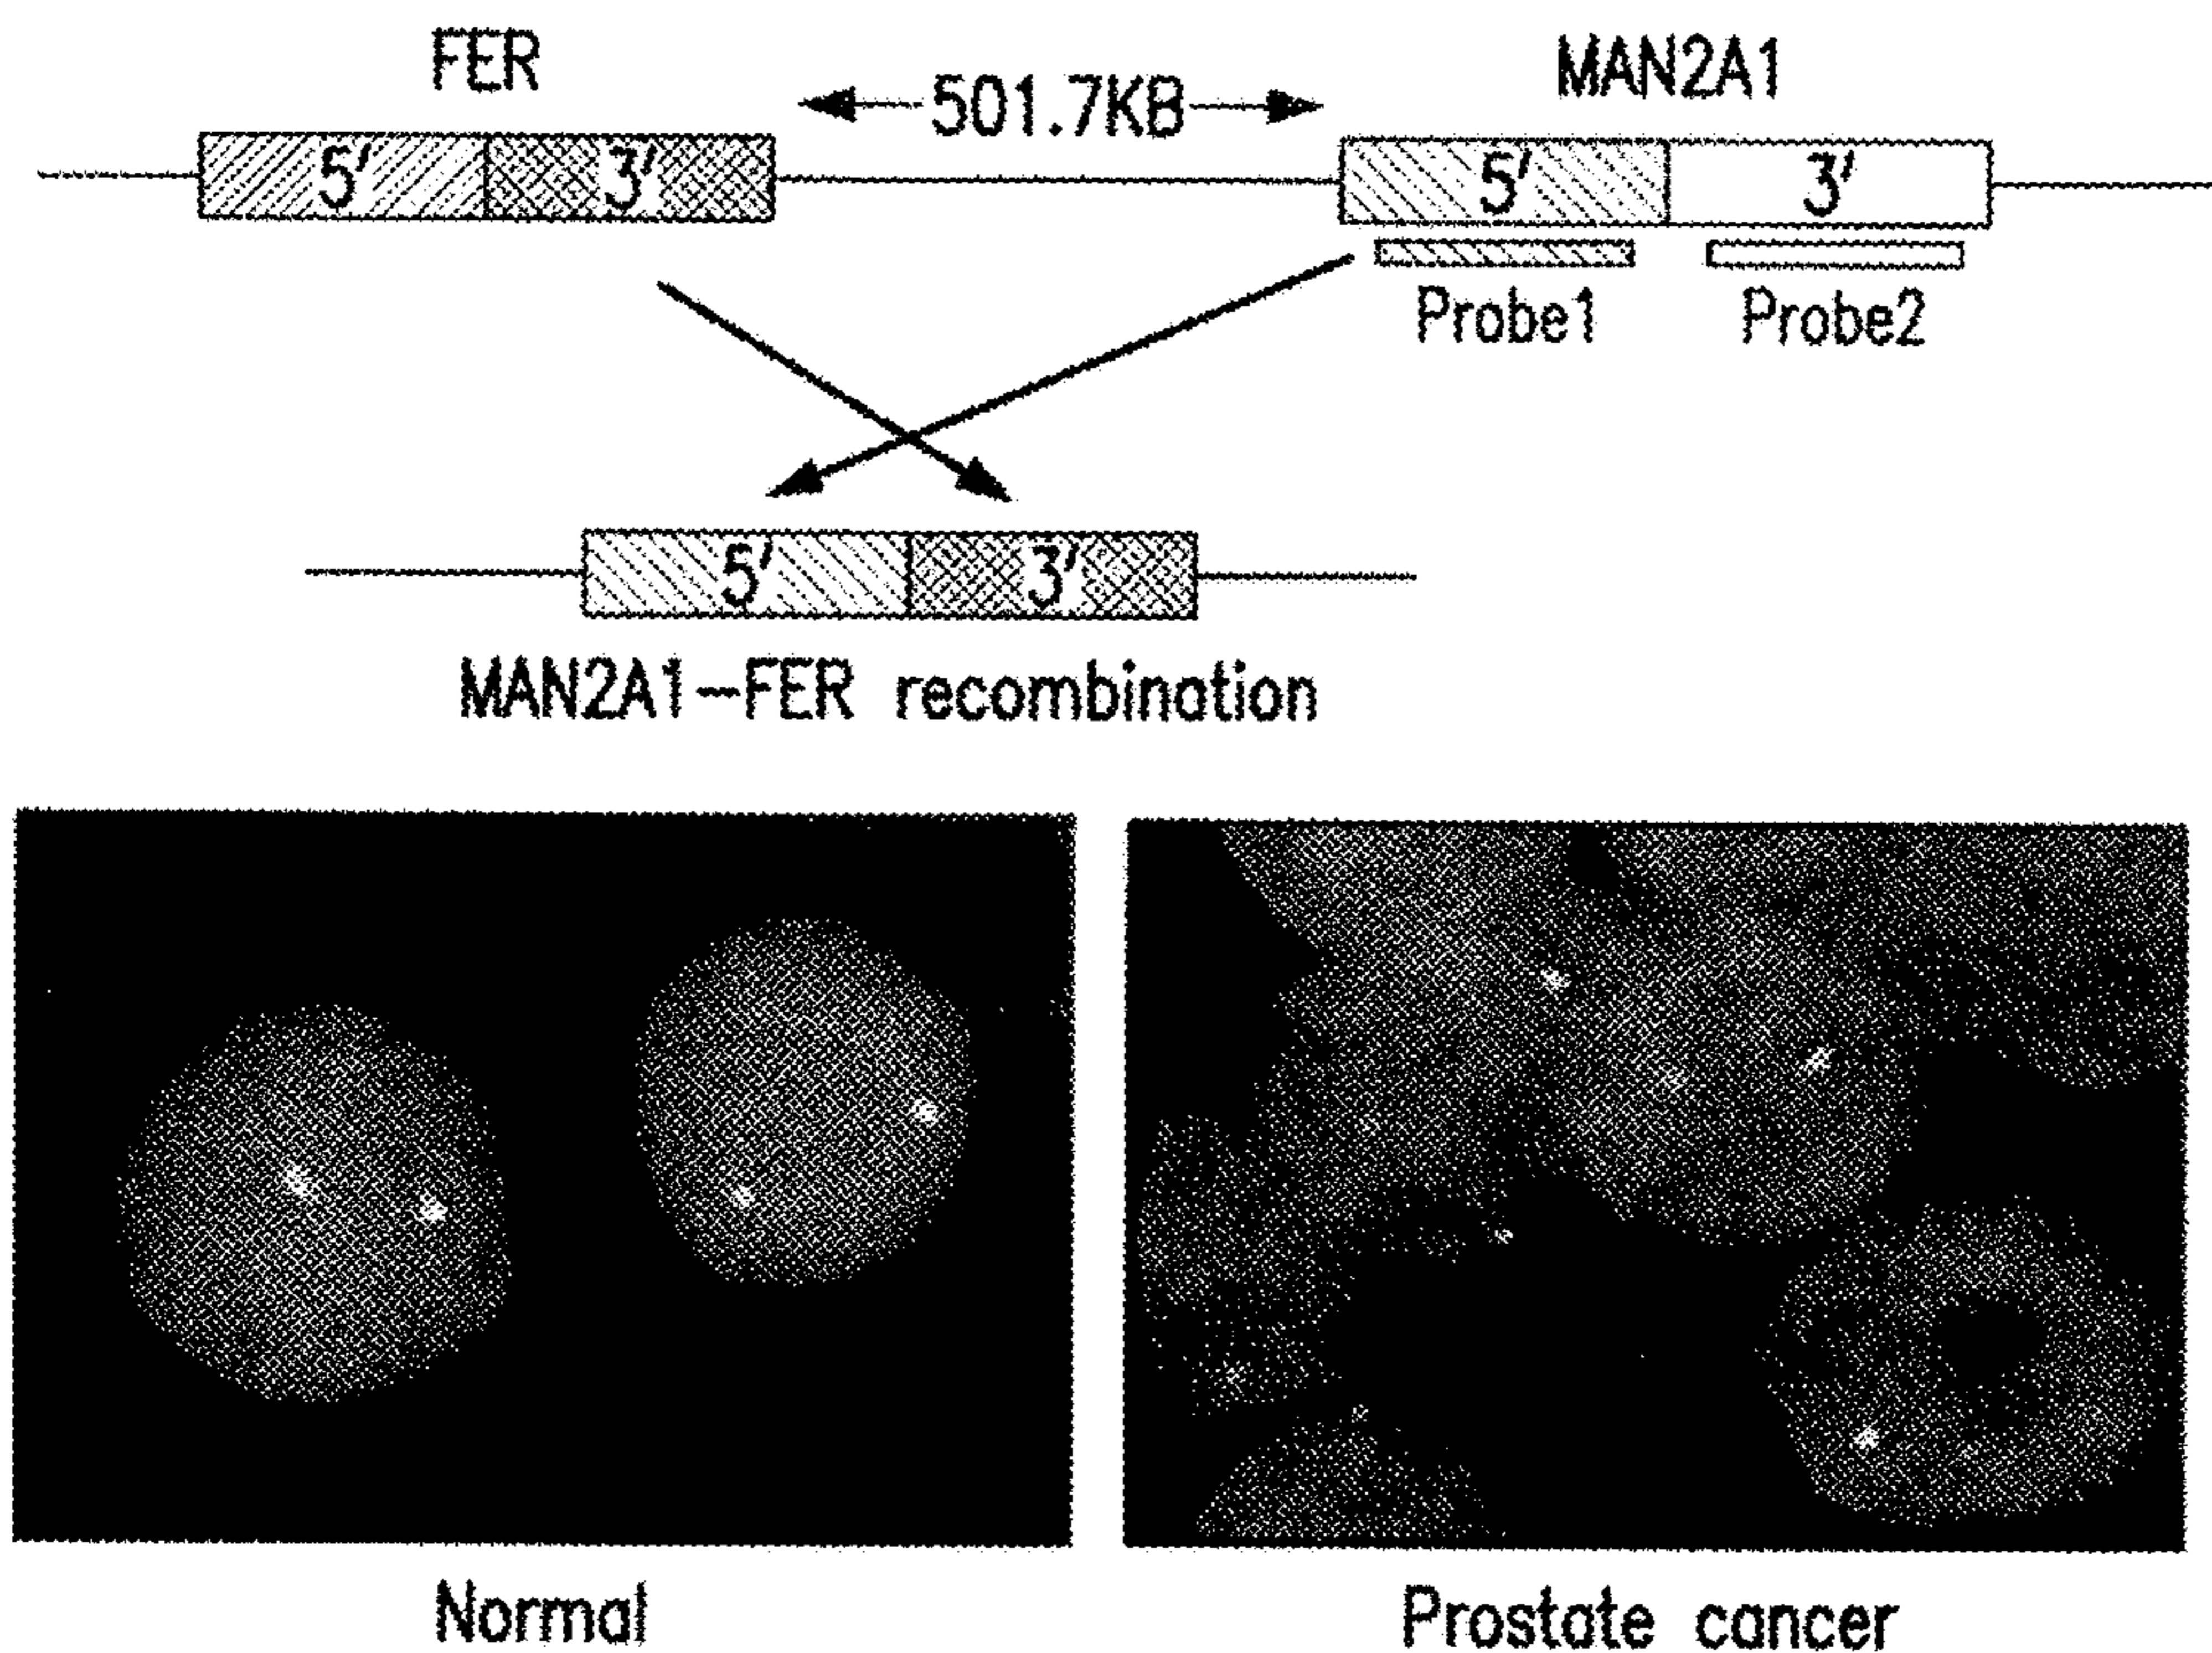 FER
501.7KB
MAN2A1
5' 3'
5' 3'
Probe1 Probe2
5' 3'
MAN2A1-FER recombination
Normal
Prostate cancer